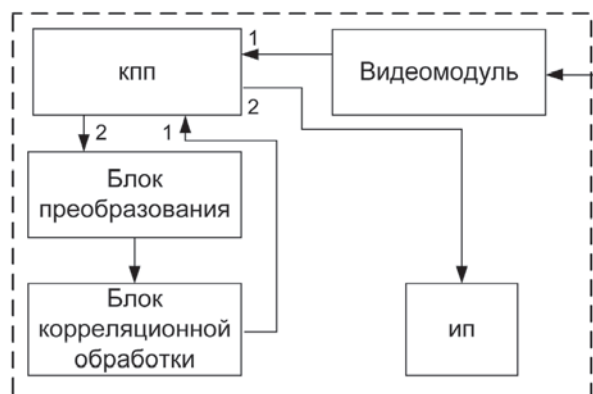 1
кпп
Видеомодуль
2
2
1
Блок
преобразования
Блок
корреляционной
обработки
ип